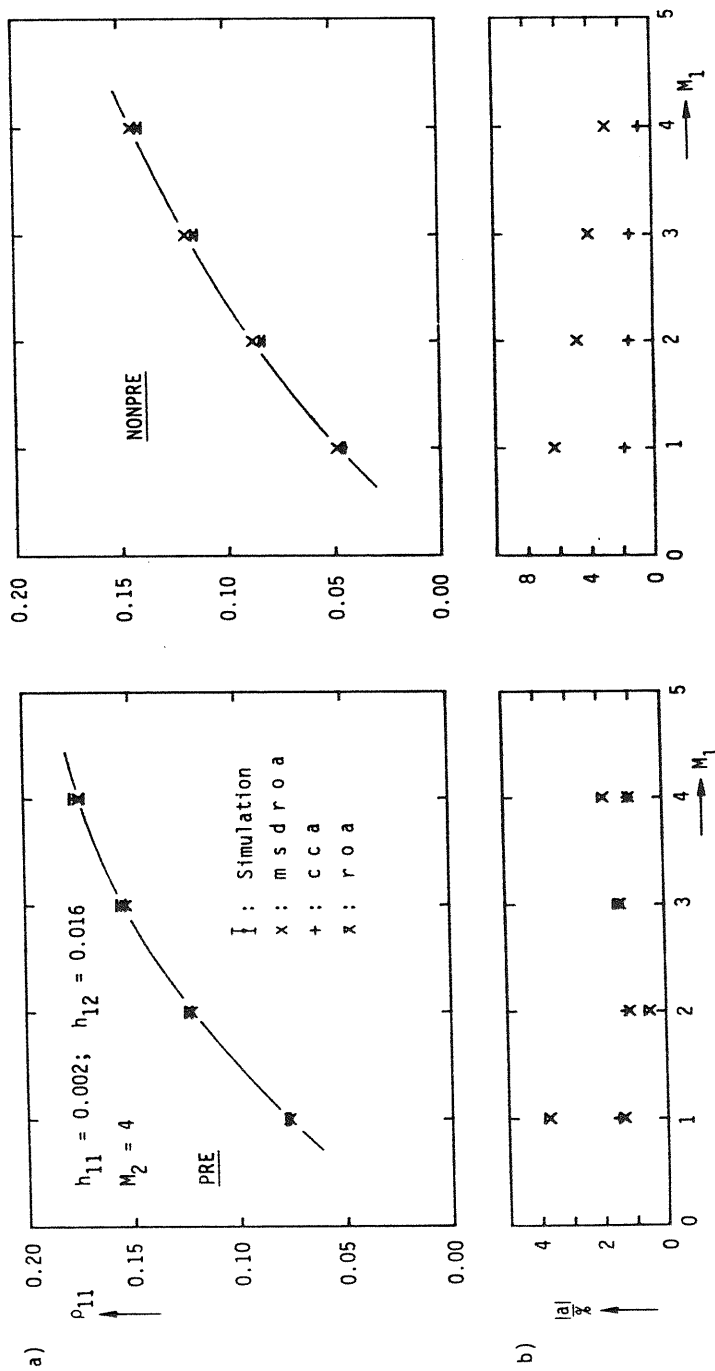 a)
ρ11
0.20
0.15
0.10
0.05
0.00
h11 = 0.002; h12 = 0.016
M2 = 4
PRE
I : Simulation
x : m s d r o a
+ : c c a
x̄ : r o a
0.20
0.15
0.10
0.05
0.00
NONPRE
b)
|a|
%
4
2
0
0 1 2 3 4 5
M1
8
4
0
0 1 2 3 4 5
M1